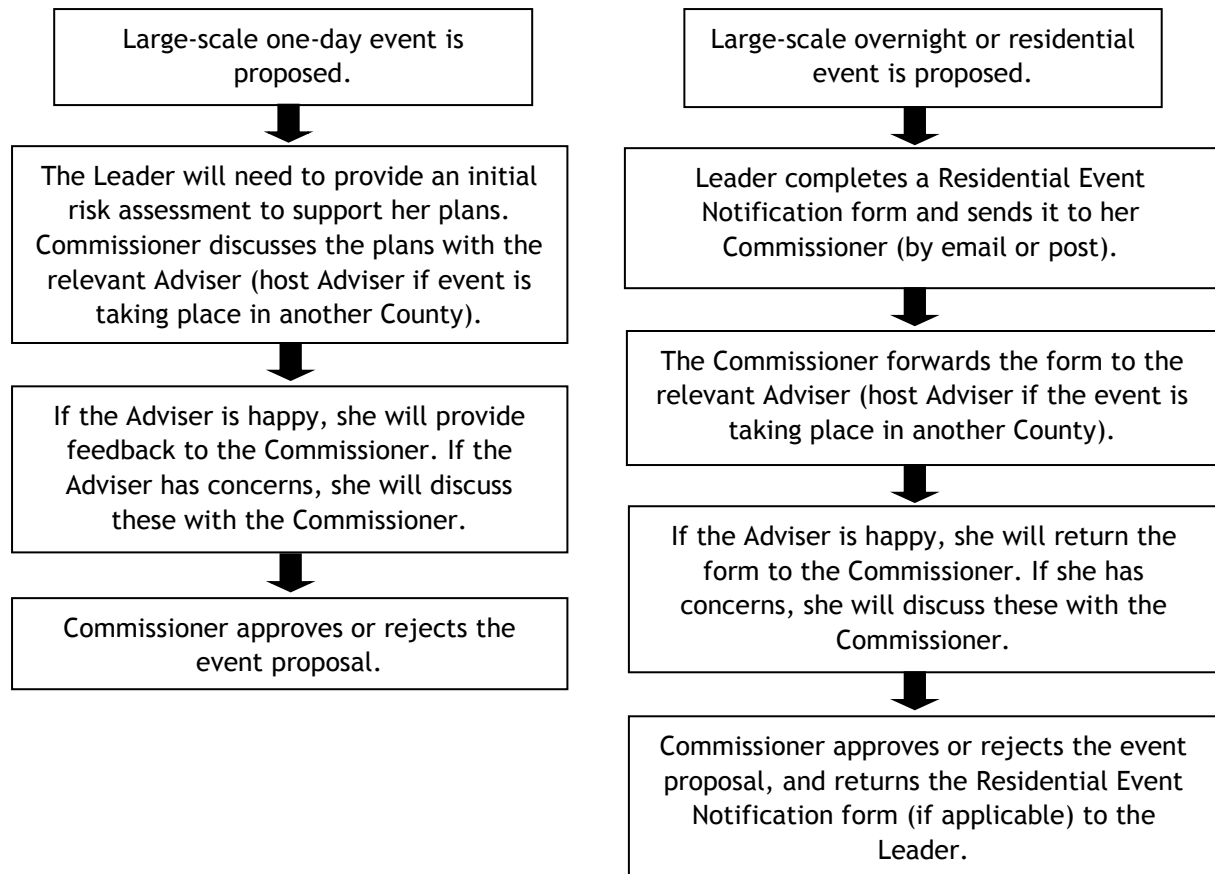 Large-scale one-day event is
proposed.
The Leader will need to provide an initial
risk assessment to support her plans.
Commissioner discusses the plans with the
relevant Adviser (host Adviser if event is
taking place in another County).
If the Adviser is happy, she will provide
feedback to the Commissioner. If the
Adviser has concerns, she will discuss
these with the Commissioner.
Commissioner approves or rejects the
event proposal.
Large-scale overnight or residential
event is proposed.
Leader completes a Residential Event
Notification form and sends it to her
Commissioner (by email or post).
The Commissioner forwards the form to the
relevant Adviser (host Adviser if the event is
taking place in another County).
If the Adviser is happy, she will return the
form to the Commissioner. If she has
concerns, she will discuss these with the
Commissioner.
Commissioner approves or rejects the event
proposal, and returns the Residential Event
Notification form (if applicable) to the
Leader.